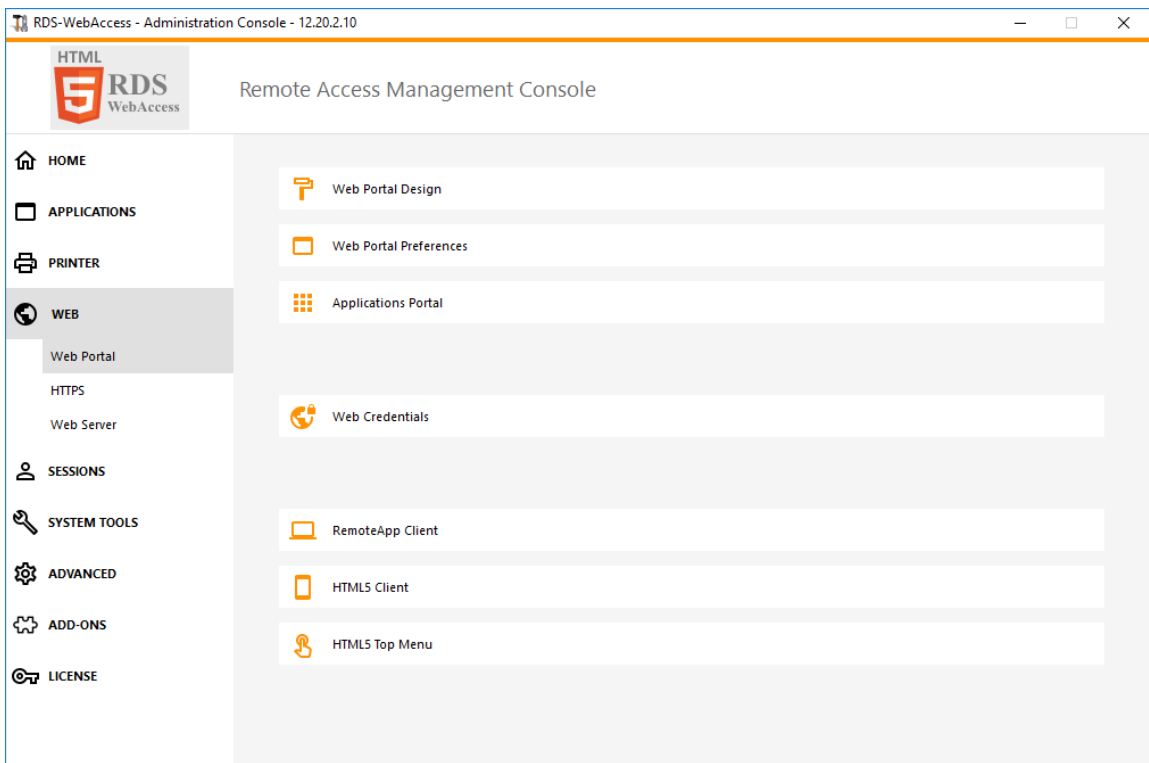 RDS-WebAccess - Administration Console - 12.20.2.10
HTML
5 RDS
WebAccess
Remote Access Management Console
HOME
APPLICATIONS
PRINTER
WEB
Web Portal
HTTPS
Web Server
SESSIONS
SYSTEM TOOLS
ADVANCED
ADD-ONS
LICENSE
Web Portal Design
Web Portal Preferences
Applications Portal
Web Credentials
RemoteApp Client
HTML5 Client
HTML5 Top Menu